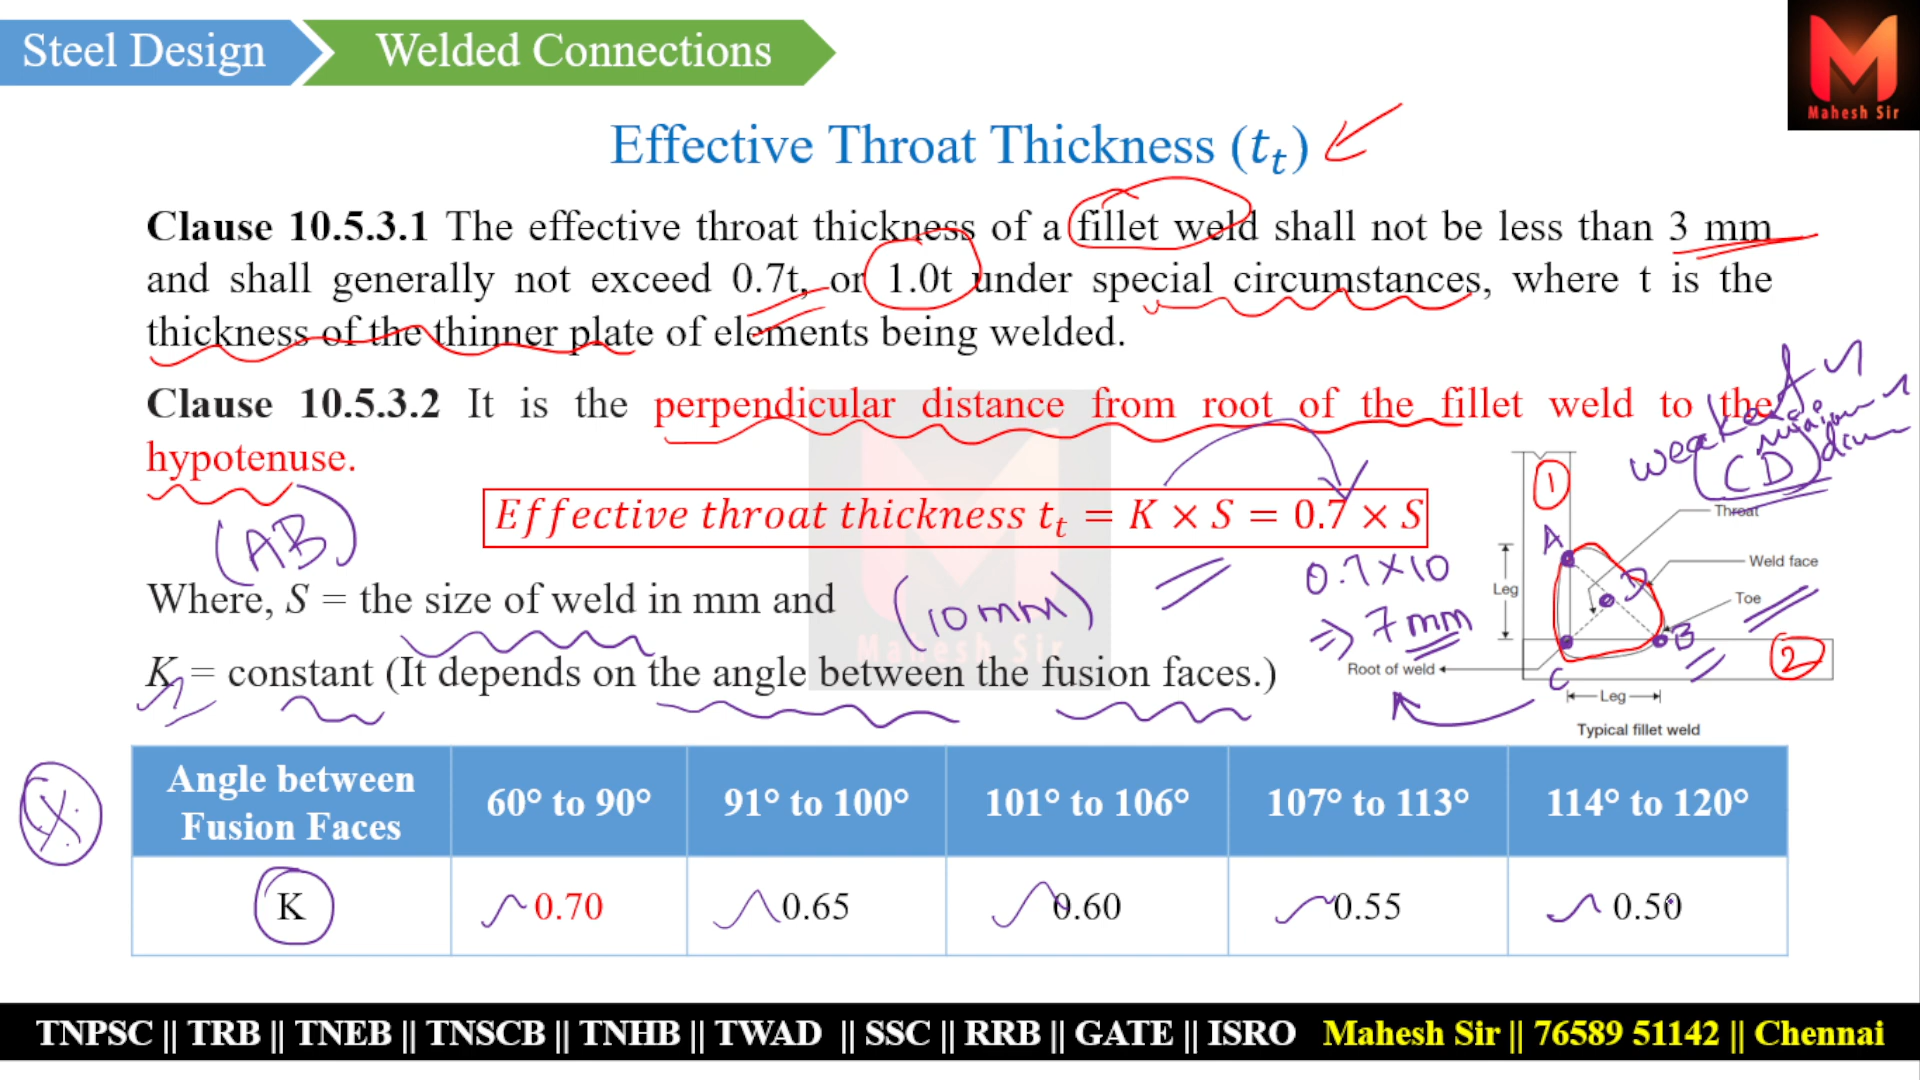 Steel Design
Welded Connections
M
Mahesh Sir
Effective Throat Thickness (tₜ)
Clause 10.5.3.1 The effective throat thickness of a fillet weld shall not be less than 3 mm
and shall generally not exceed 0.7t, or 1.0t under special circumstances, where t is the
thickness of the thinner plate of elements being welded.
Clause 10.5.3.2 It is the perpendicular distance from root of the fillet weld to the
hypotenuse.
(AB)
Effective throat thickness tₜ = K × S = 0.7 × S
weakest
(CD)
Where, S = the size of weld in mm and
(10mm)
0.7×10
⇒ 7mm
K = constant (It depends on the angle between the fusion faces.)
1
A
Throat
Weld face
Leg
D
Toe
B
2
Root of weld
C
Leg
Typical fillet weld
Mahesh Sir
Angle between
Fusion Faces
60° to 90°
91° to 100°
101° to 106°
107° to 113°
114° to 120°
K
0.70
0.65
0.60
0.55
0.50
TNPSC || TRB || TNEB || TNSCB || TNHB || TWAD || SSC || RRB || GATE || ISRO Mahesh Sir || 76589 51142 || Chennai